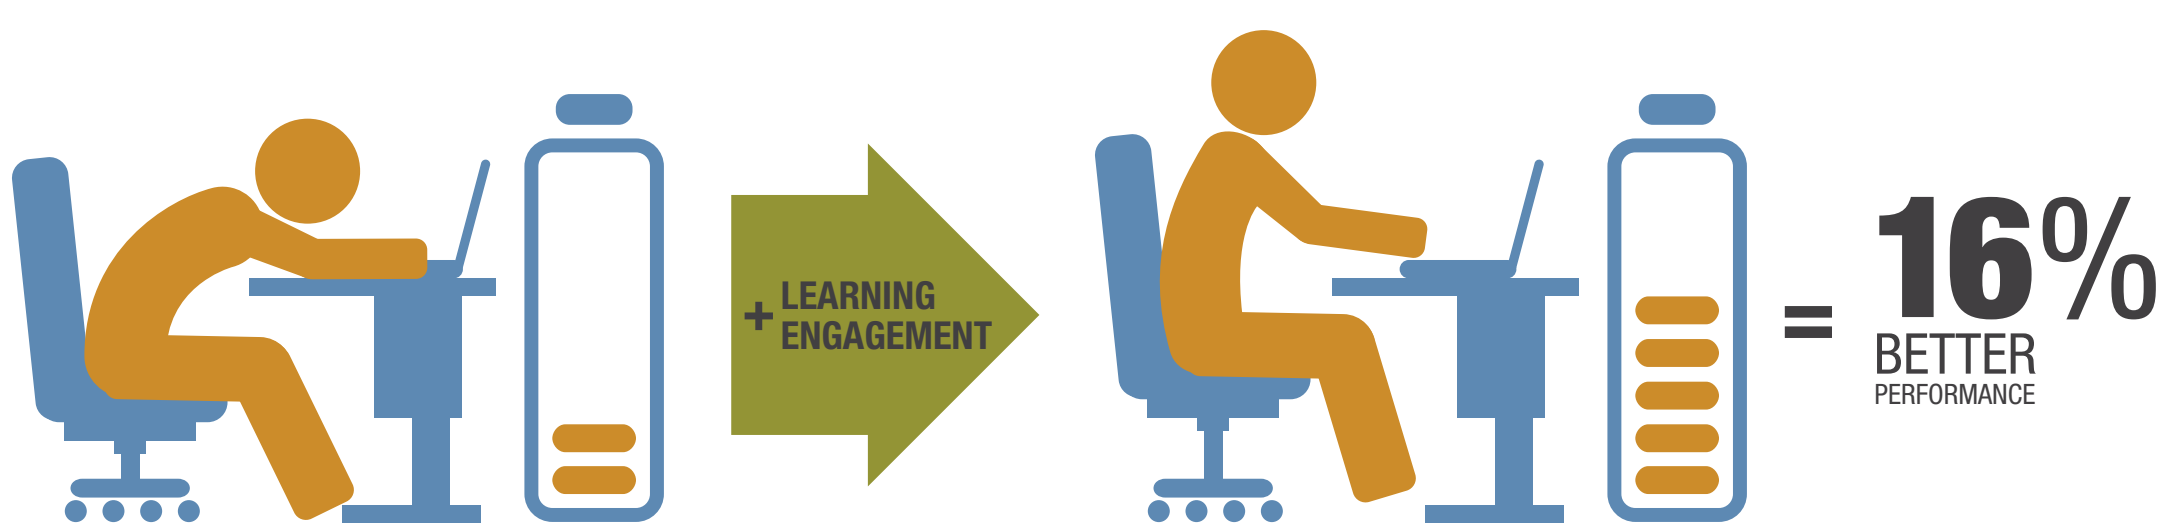 + LEARNING
ENGAGEMENT
= 16%
BETTER
PERFORMANCE